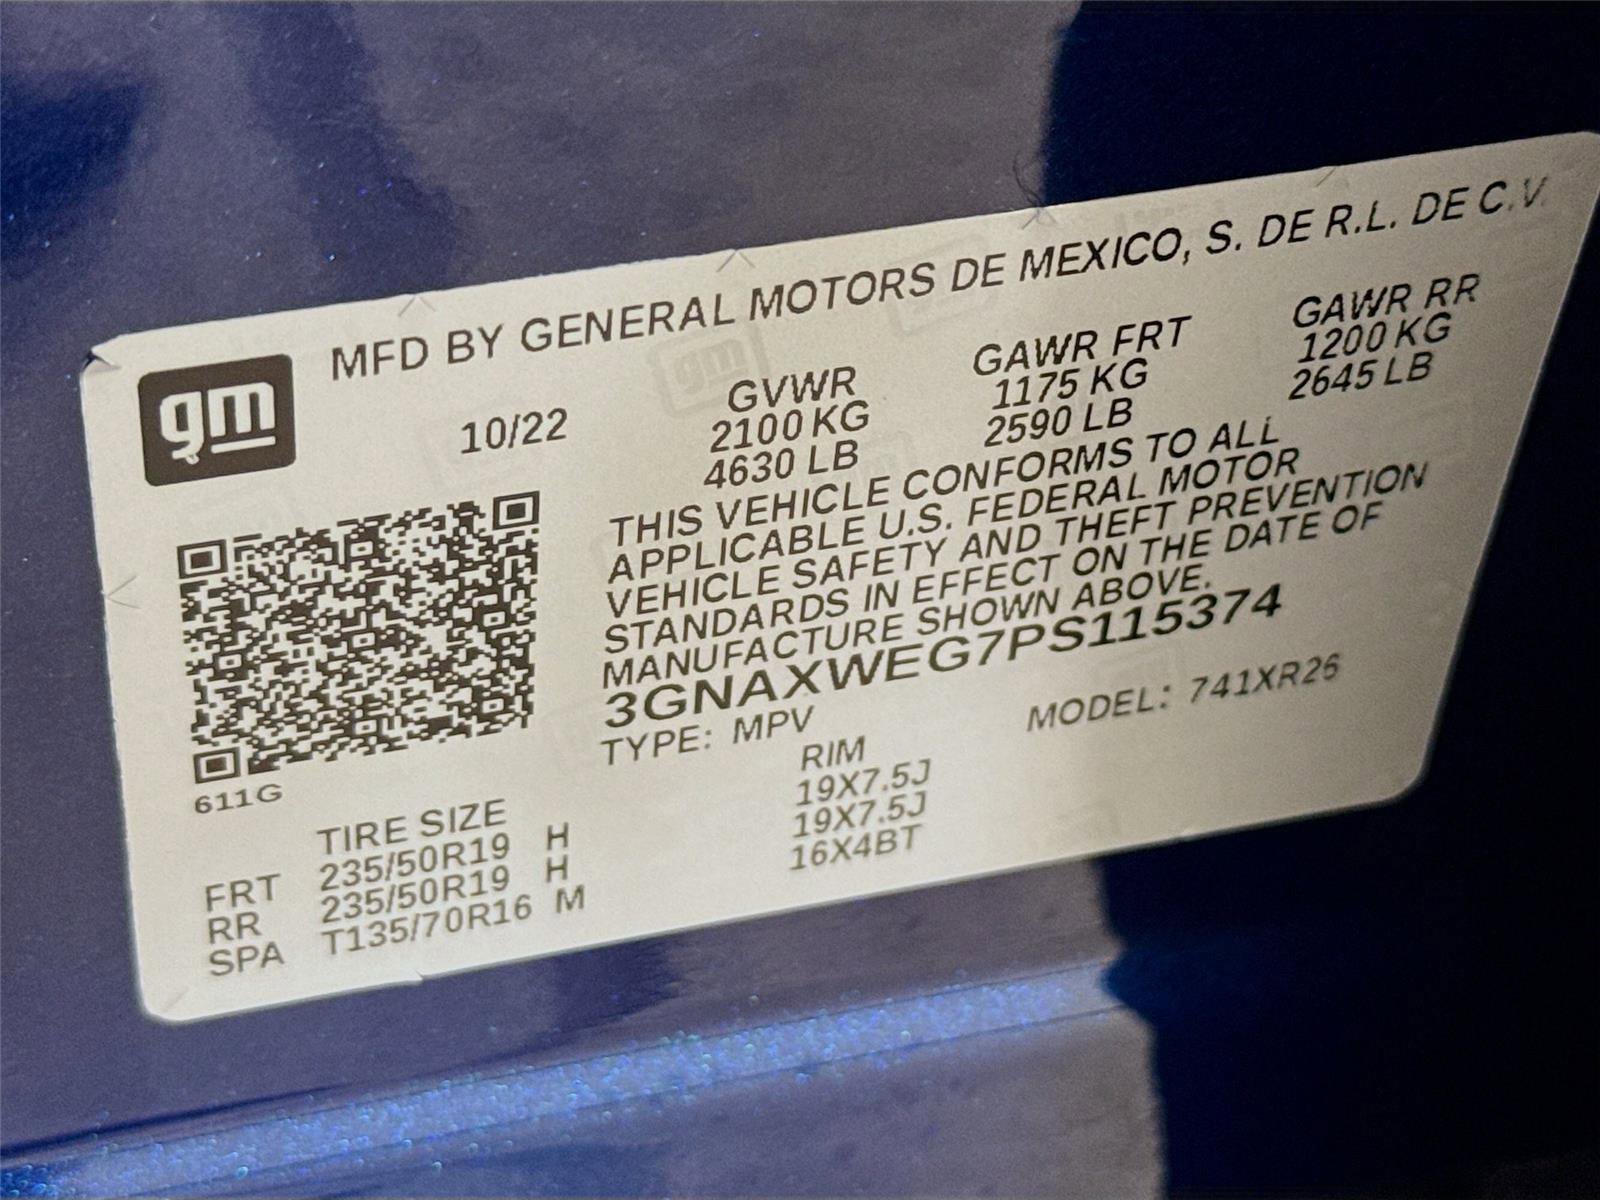 MFD BY GENERAL MOTORS DE MEXICO, S. DE R.L. DE C.V.
gm
10/22
GVWR GAWR FRT GAWR RR
2100 KG 1175 KG 1200 KG
4630 LB 2590 LB 2645 LB
THIS VEHICLE CONFORMS TO ALL
APPLICABLE U.S. FEDERAL MOTOR
VEHICLE SAFETY AND THEFT PREVENTION
STANDARDS IN EFFECT ON THE DATE OF
MANUFACTURE SHOWN ABOVE.
3GNAXWEG7PS115374
TYPE: MPV MODEL: 741XR26
611G
TIRE SIZE RIM
FRT 235/50R19 H 19X7.5J
RR 235/50R19 H 19X7.5J
SPA T135/70R16 M 16X4BT